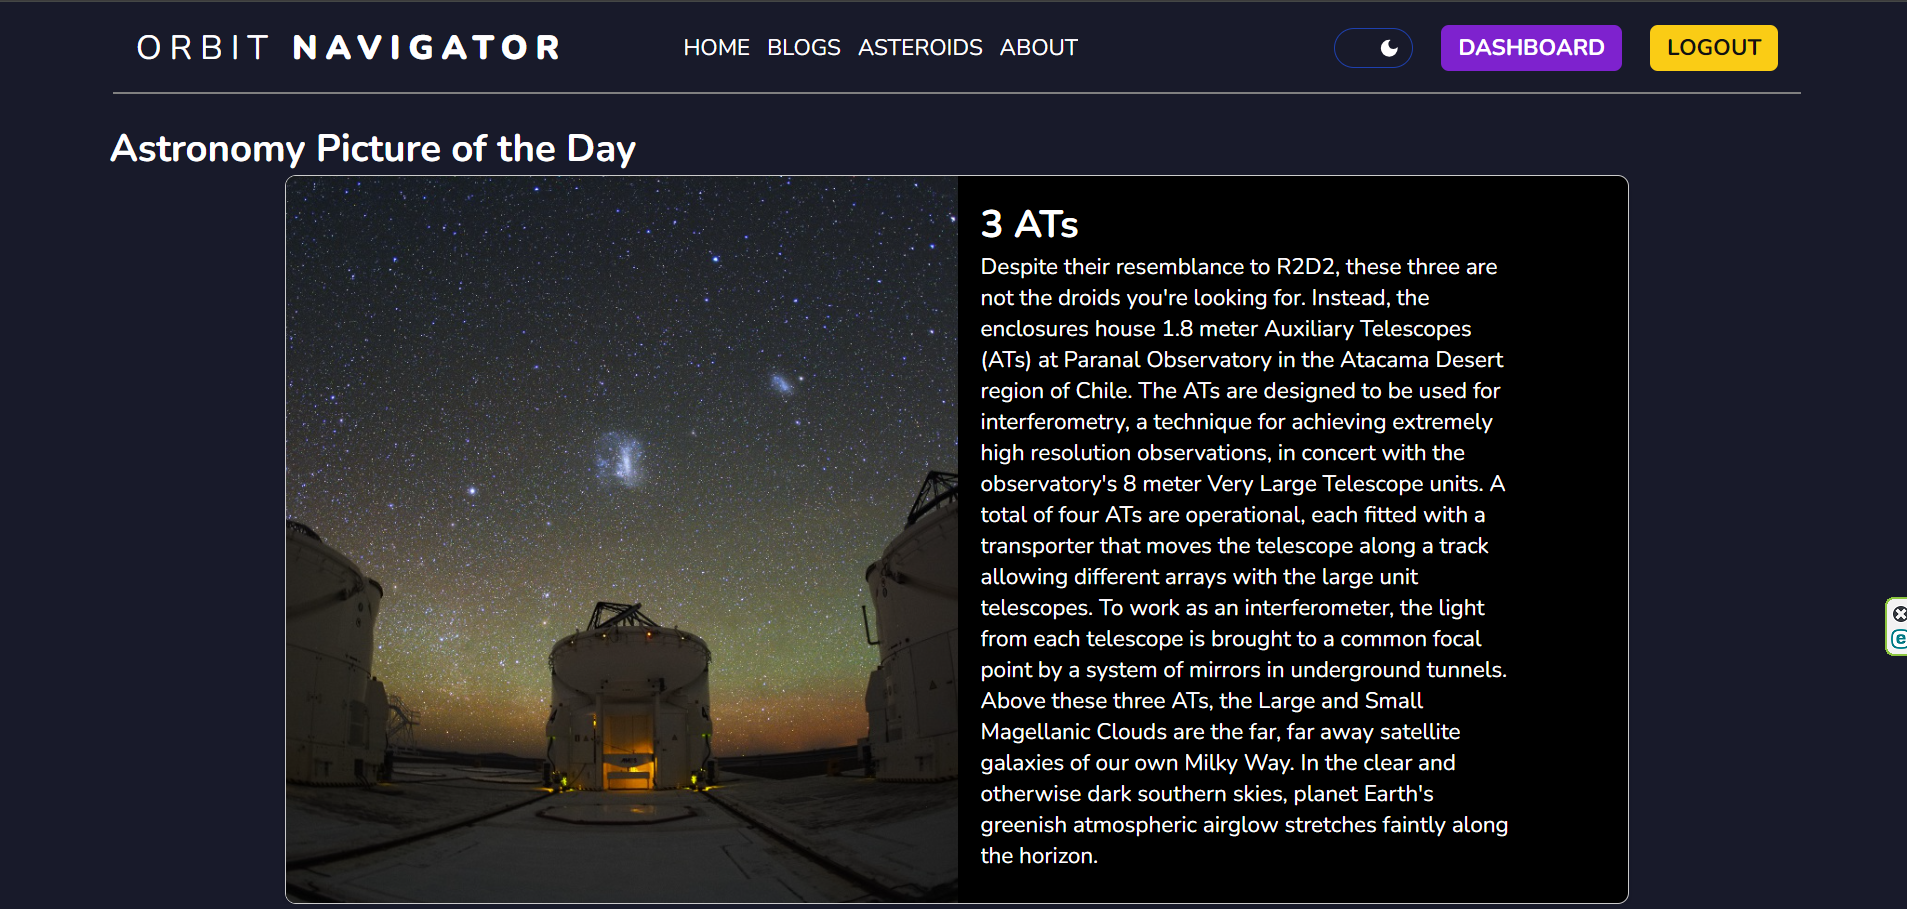 ORBIT NAVIGATOR
HOME BLOGS ASTEROIDS ABOUT
DASHBOARD
LOGOUT
Astronomy Picture of the Day
3 ATs
Despite their resemblance to R2D2, these three are
not the droids you're looking for. Instead, the
enclosures house 1.8 meter Auxiliary Telescopes
(ATs) at Paranal Observatory in the Atacama Desert
region of Chile. The ATs are designed to be used for
interferometry, a technique for achieving extremely
high resolution observations, in concert with the
observatory's 8 meter Very Large Telescope units. A
total of four ATs are operational, each fitted with a
transporter that moves the telescope along a track
allowing different arrays with the large unit
telescopes. To work as an interferometer, the light
from each telescope is brought to a common focal
point by a system of mirrors in underground tunnels.
Above these three ATs, the Large and Small
Magellanic Clouds are the far, far away satellite
galaxies of our own Milky Way. In the clear and
otherwise dark southern skies, planet Earth's
greenish atmospheric airglow stretches faintly along
the horizon.